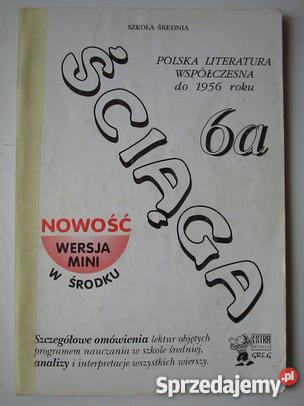 SZKOŁA ŚREDNIA
POLSKA LITERATURA
WSPÓŁCZESNA
do 1956 roku
6a
ŚCIĄGA
NOWOŚĆ
WERSJA
MINI
W ŚRODKU
Szczegółowe omówienia lektur objętych
programem nauczania w szkole średniej,
analizy i interpretacje wszystkich wierszy.
GREG
Sprzedajemy.pl